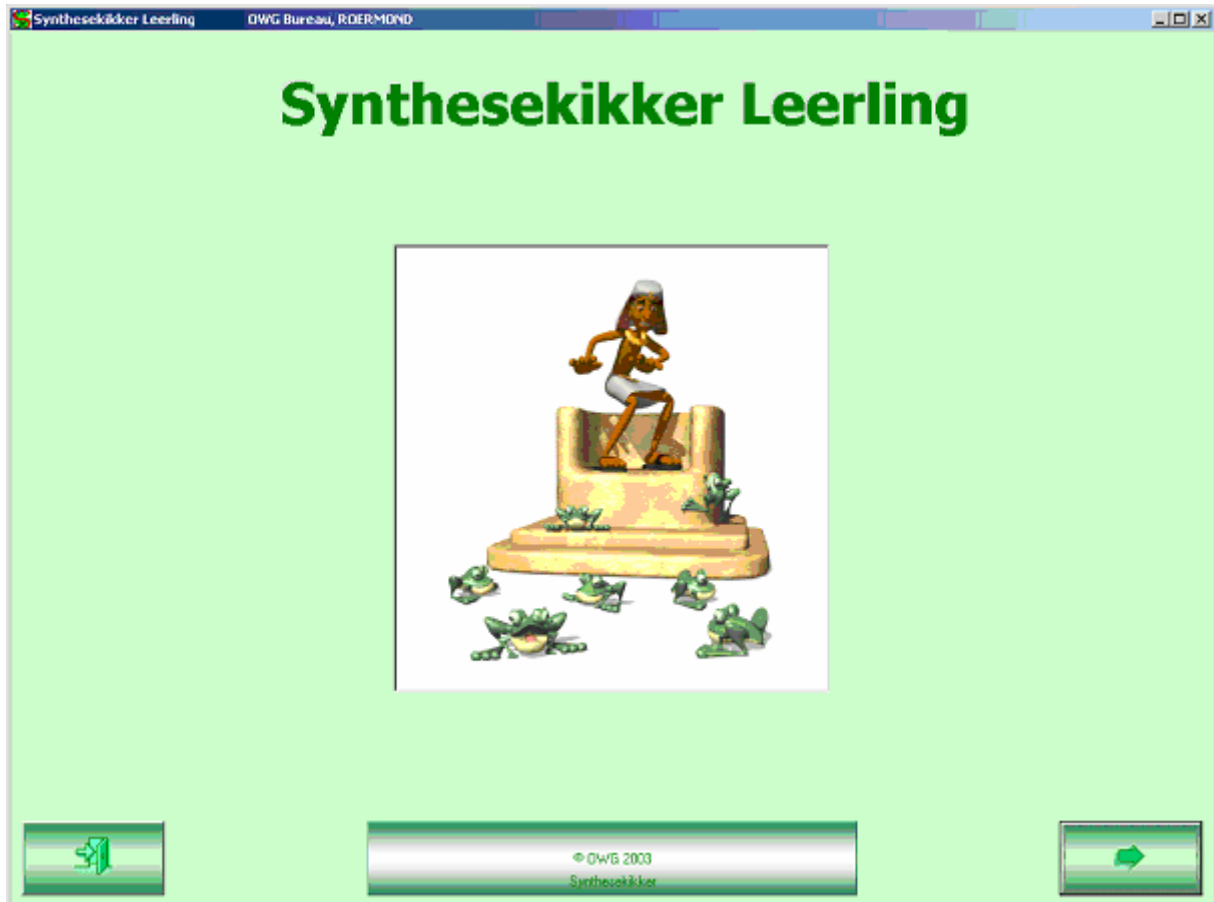 Synthesekikker Leerling OWG Bureau, ROERMOND
Synthesekikker Leerling
© OWG 2003
Synthesekikker